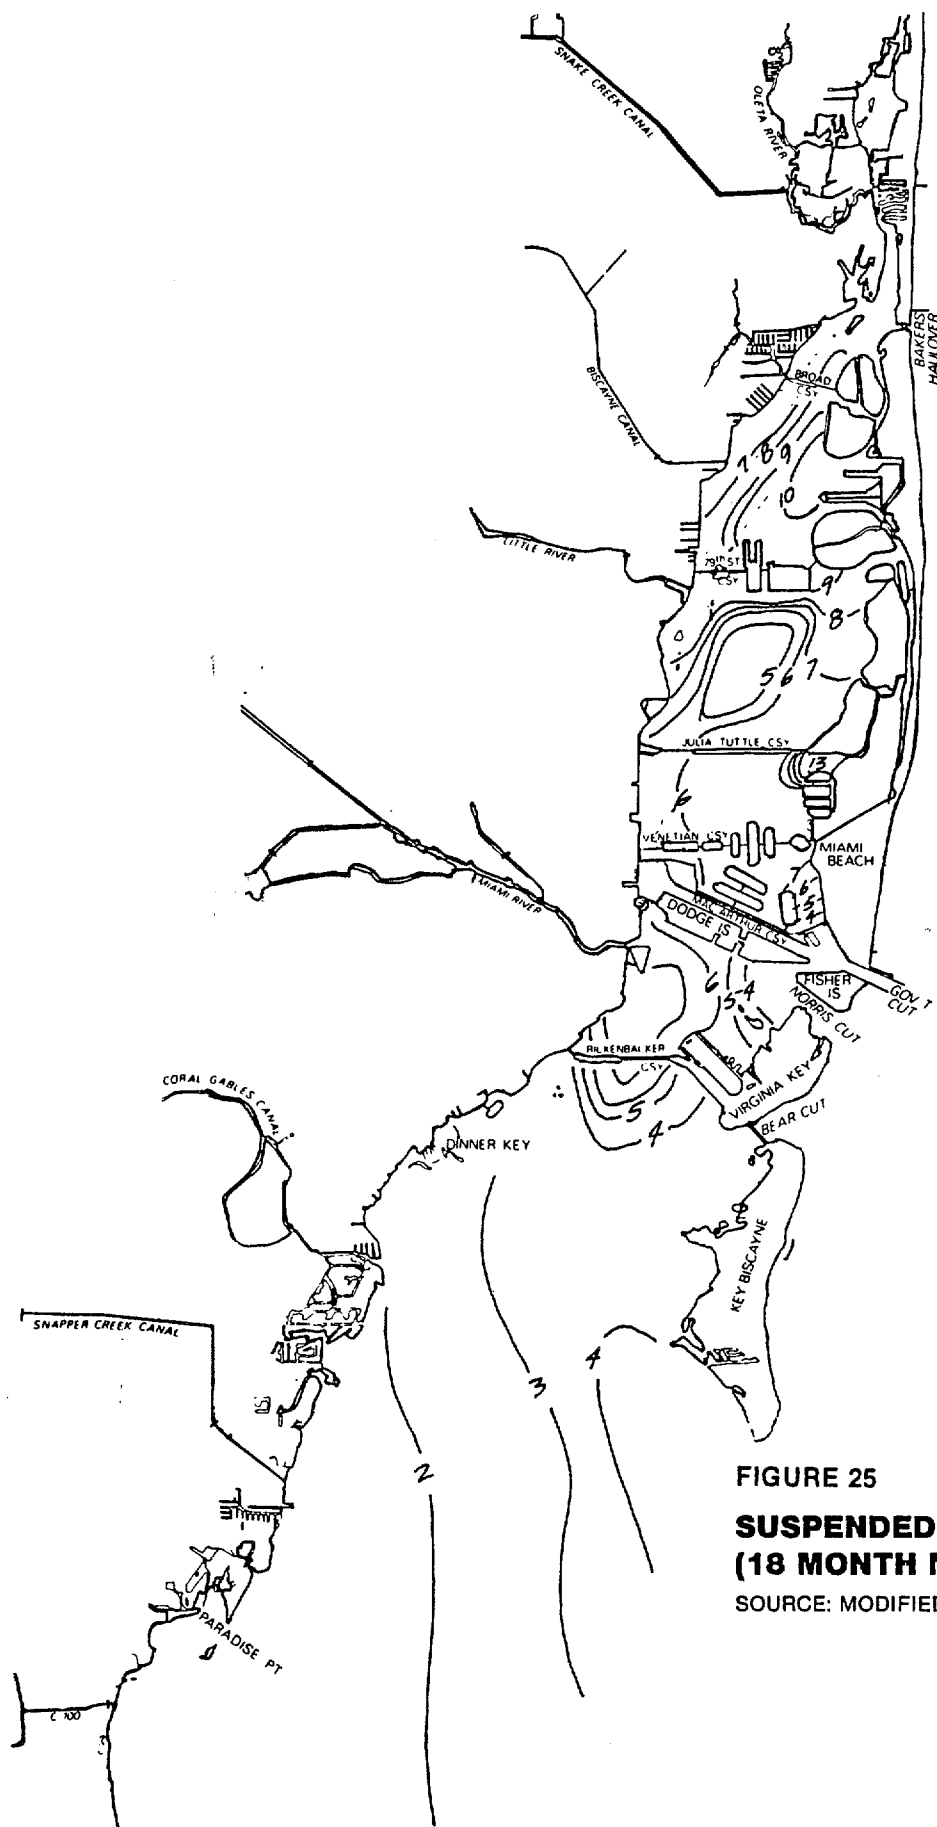 SNAKE CREEK CANAL
OLETA RIVER
BAKERS
HAULOVER
BISCAYNE CANAL
BROAD
CSY
7 8 9
10
LITTLE RIVER
79TH ST
CSY
9
8
5 6 7
JULIA TUTTLE CSY
13
6
VENETIAN CSY
MIAMI
BEACH
7
6
5
4
MIAMI RIVER
MAC ARTHUR CSY
DODGE IS
6
5
4
FISHER
IS
GOV'T
CUT
NORRIS CUT
RICKENBACKER
CSY
VIRGINIA KEY
BEAR CUT
5
4
CORAL GABLES CANAL
DINNER KEY
KEY BISCAYNE
SNAPPER CREEK CANAL
4
3
2
PARADISE PT
C 100
FIGURE 25
SUSPENDED
(18 MONTH
SOURCE: MODIFIED